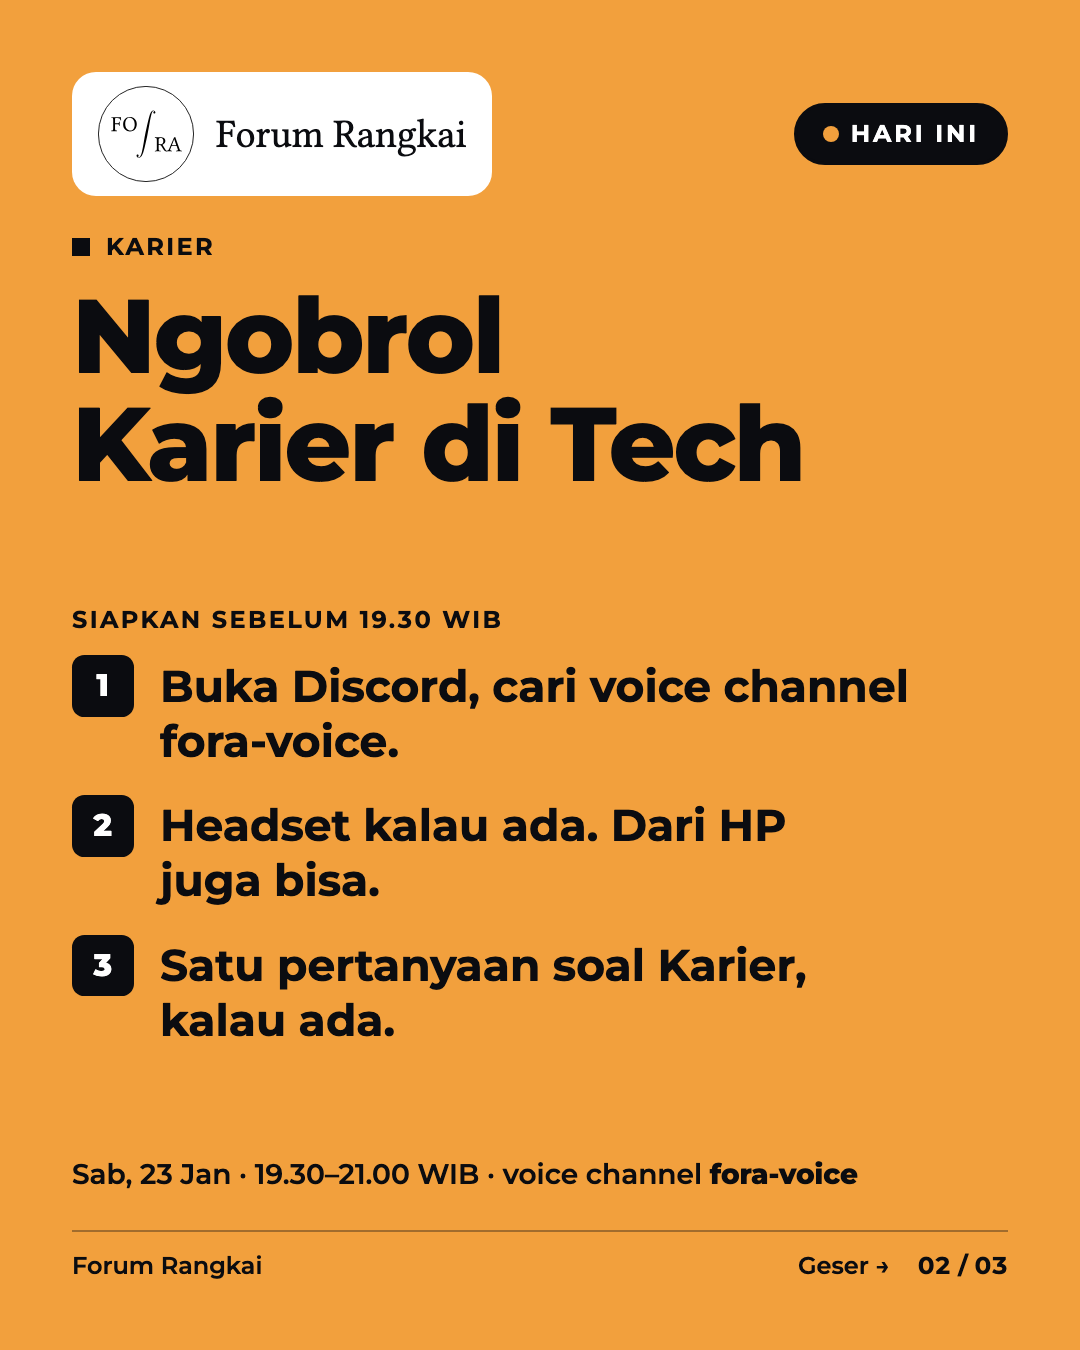 FO RA
Forum Rangkai
HARI INI
KARIER
Ngobrol
Karier di Tech
SIAPKAN SEBELUM 19.30 WIB
1 Buka Discord, cari voice channel
fora-voice.
2 Headset kalau ada. Dari HP
juga bisa.
3 Satu pertanyaan soal Karier,
kalau ada.
Sab, 23 Jan · 19.30–21.00 WIB · voice channel fora-voice
Forum Rangkai
Geser → 02 / 03